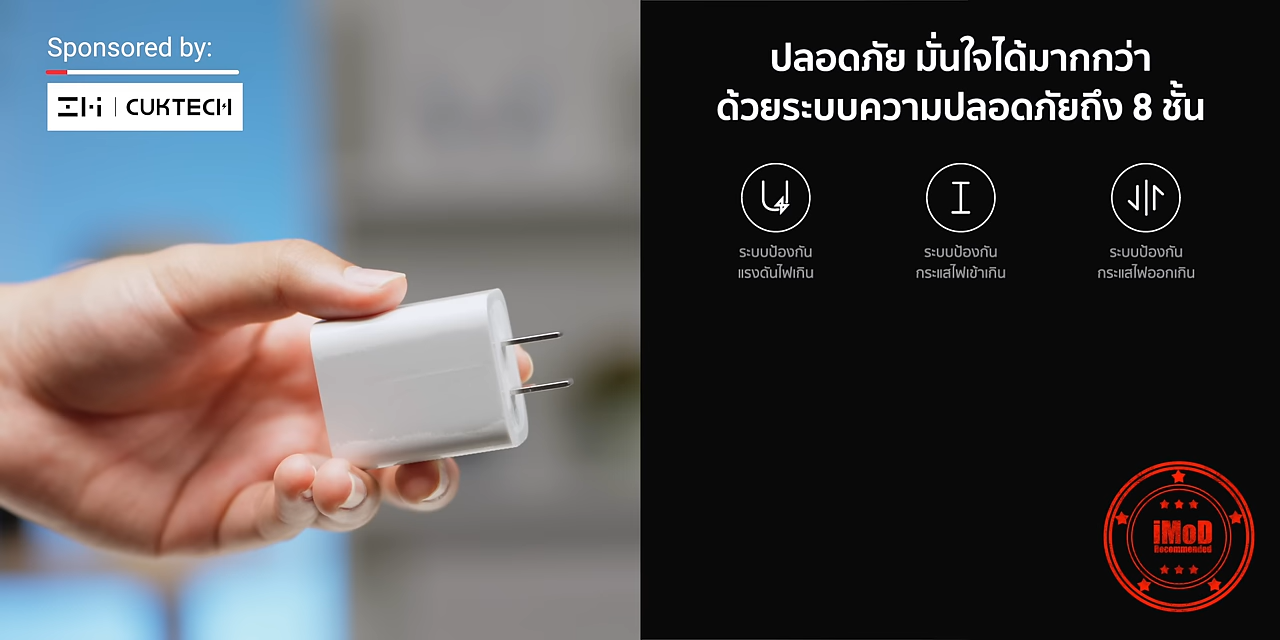 Sponsored by:
ZMI | CUKTECH
ปลอดภัย มั่นใจได้มากกว่า
ด้วยระบบความปลอดภัยถึง 8 ชั้น
ระบบป้องกัน
แรงดันไฟเกิน
ระบบป้องกัน
กระแสไฟเข้าเกิน
ระบบป้องกัน
กระแสไฟออกเกิน
iMoD
Recommended